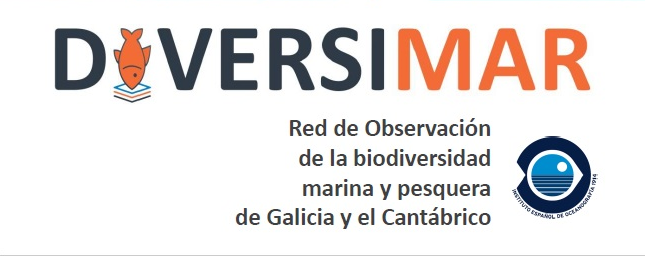 DIVERSIMAR
Red de Observación
de la biodiversidad
marina y pesquera
de Galicia y el Cantábrico
INSTITUTO ESPAÑOL DE OCEANOGRAFÍA 1914